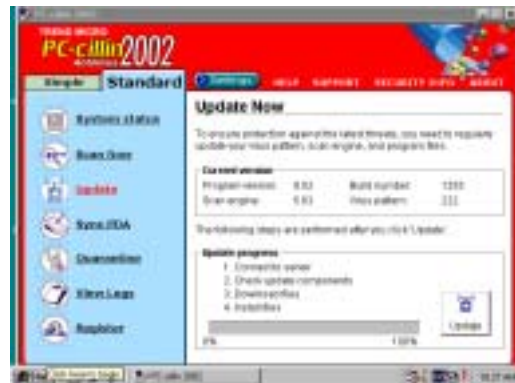 TREND MICRO
PC-cillin 2002
Simple
Standard
HELP SUPPORT SECURITY INFO ABOUT
System status
Scan Now
Update
Sync PDA
Quarantine
View Logs
Register
Update Now
To ensure protection against the latest threats, you need to regularly
update your virus pattern, scan engine, and program files.
Current version
Program version:
Build number:
Scan engine:
Virus pattern:
The following steps are performed after you click 'Update'.
Update progress
1. Connect to server
2. Check update components
3. Download files
4. Install files
Update
0% 100%